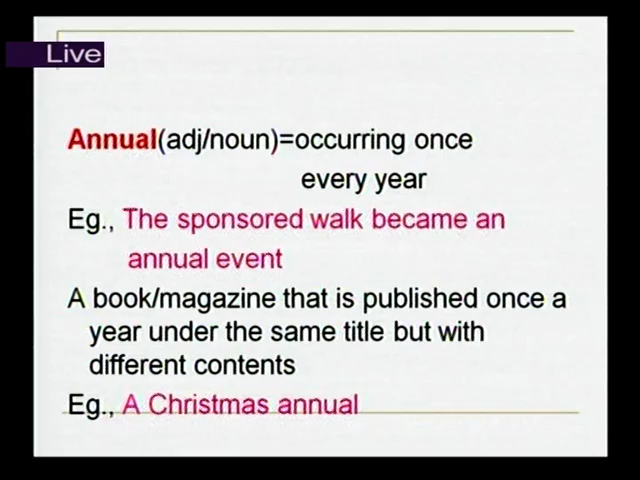 Live
Annual(adj/noun)=occurring once
every year
Eg., The sponsored walk became an
annual event
A book/magazine that is published once a
year under the same title but with
different contents
Eg., A Christmas annual